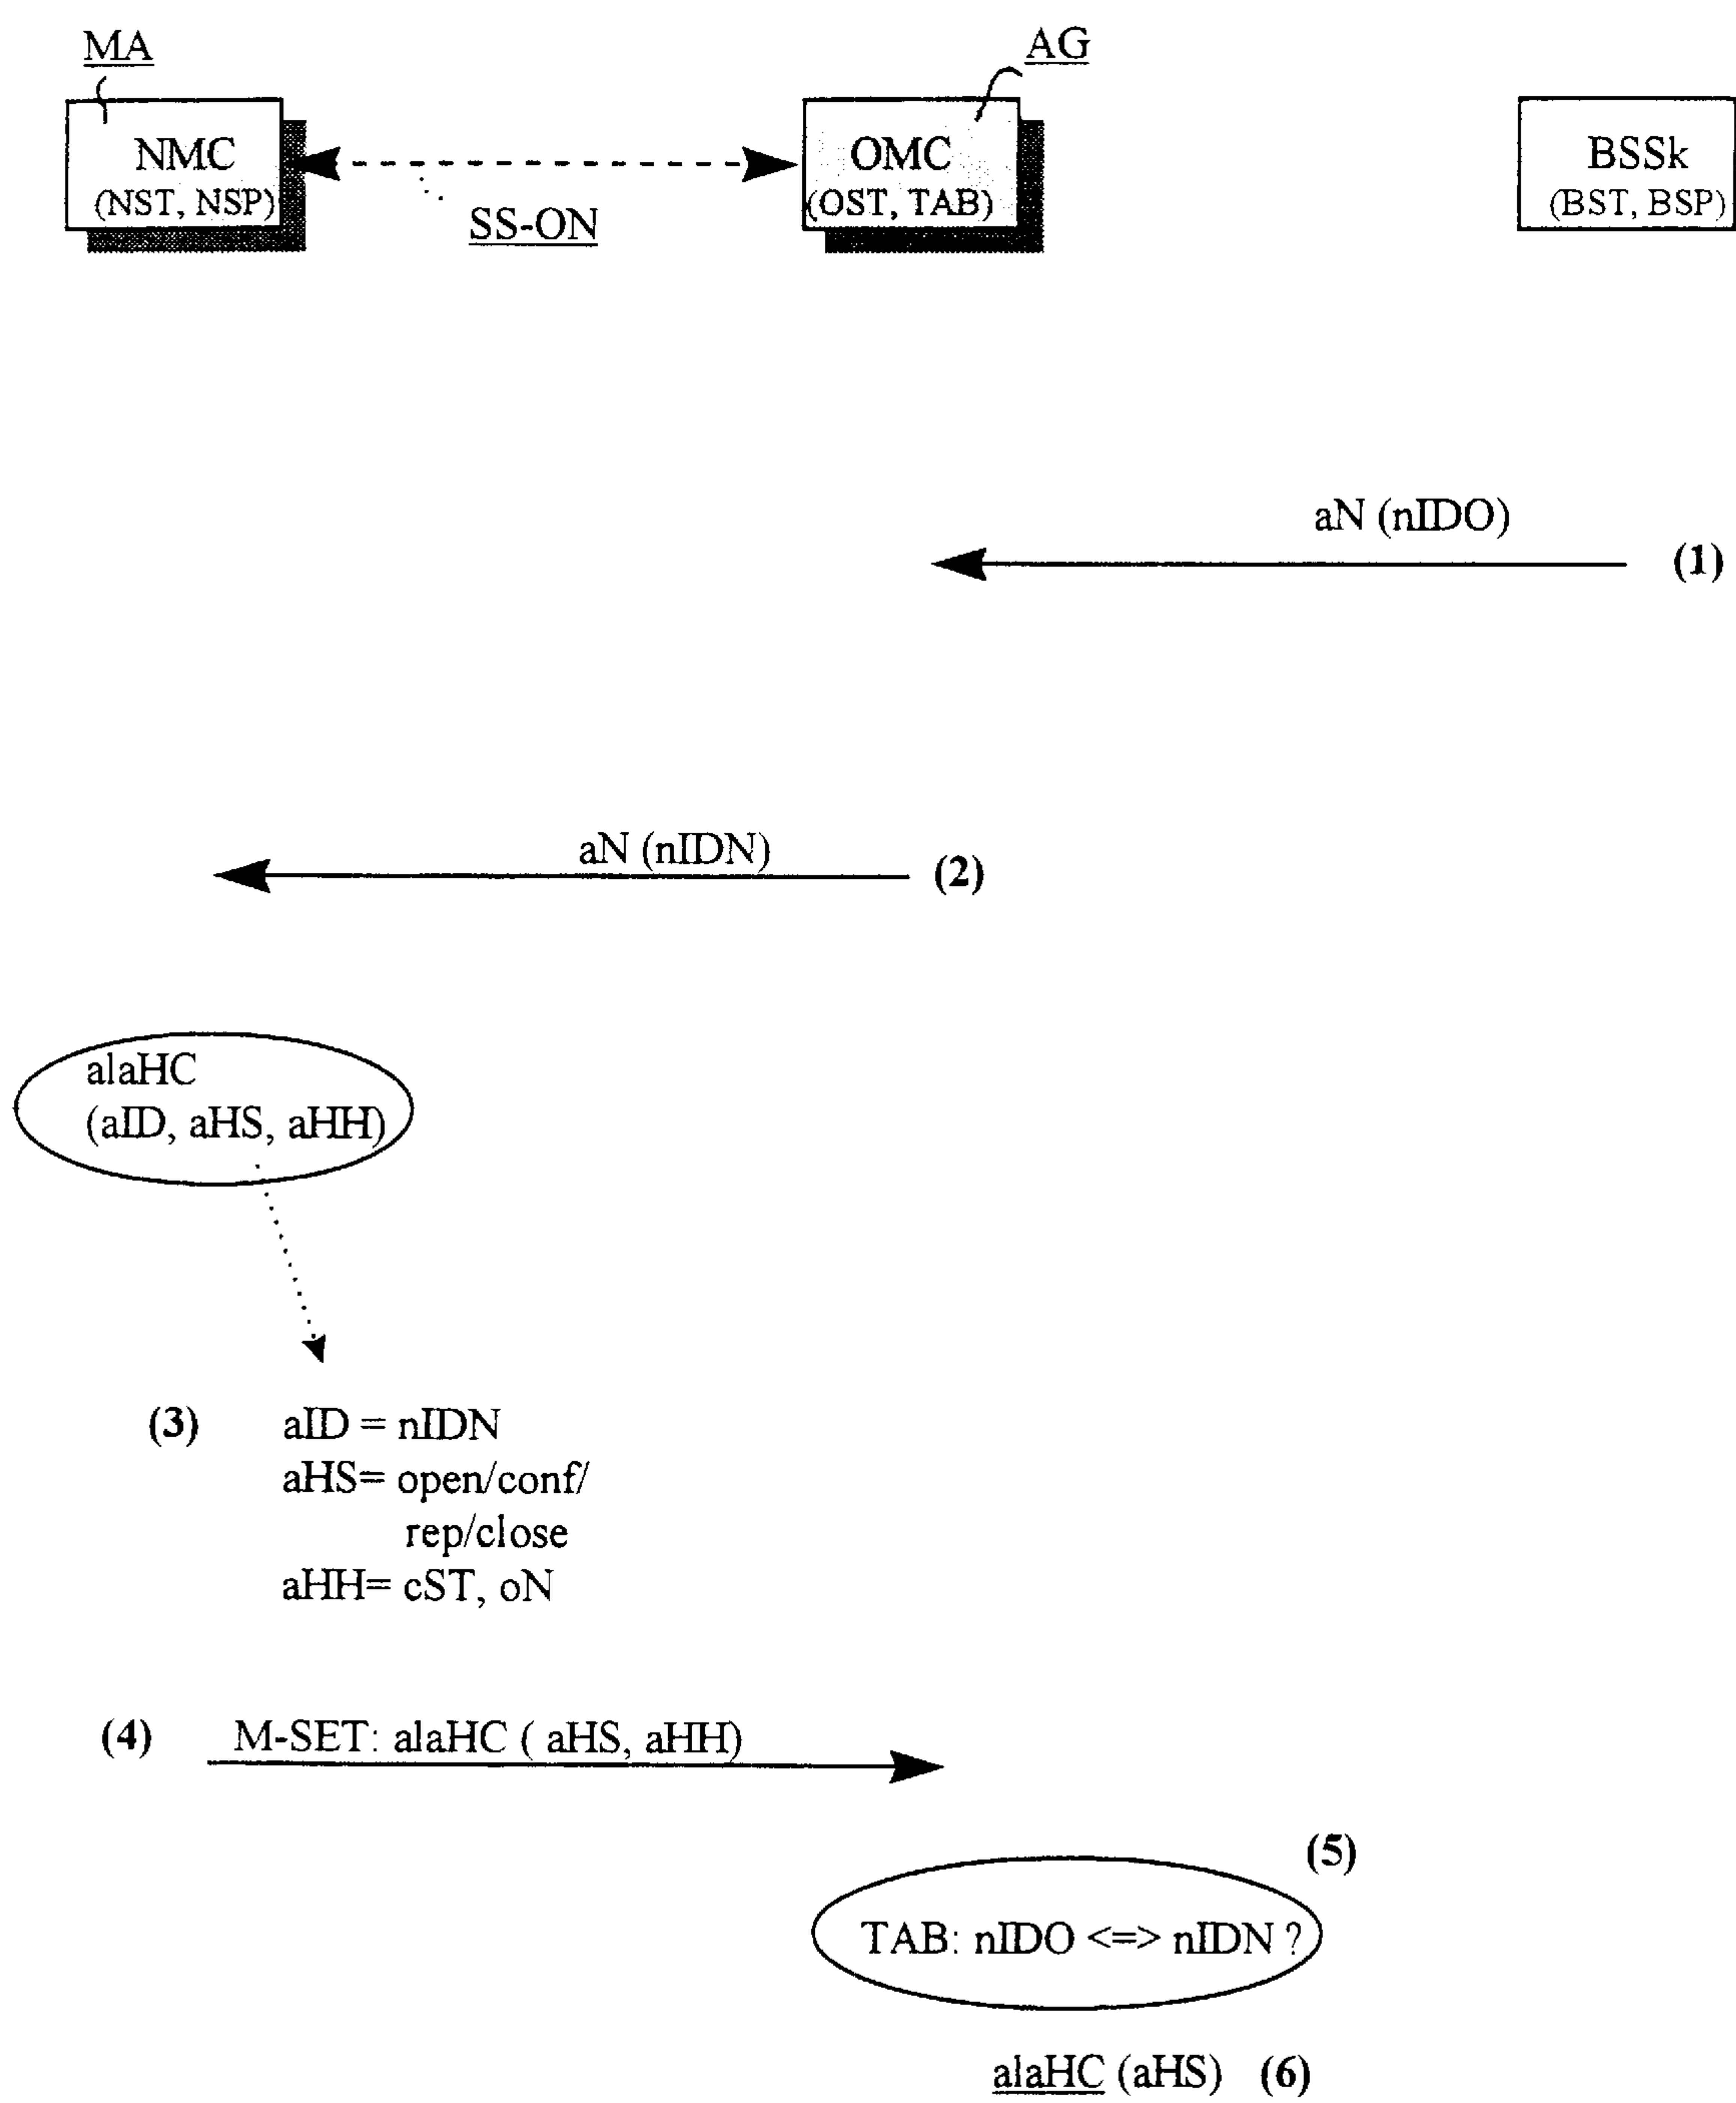 MA
AG
NMC
(NST, NSP)
OMC
(OST, TAB)
BSSk
(BST, BSP)
SS-ON
aN (nIDO)
(1)
aN (nIDN)
(2)
alaHC
(aID, aHS, aHH)
(3) aID = nIDN
aHS= open/conf/
rep/close
aHH= cST, oN
(4) M-SET: alaHC ( aHS, aHH)
(5)
TAB: nIDO <=> nIDN ?
alaHC (aHS) (6)